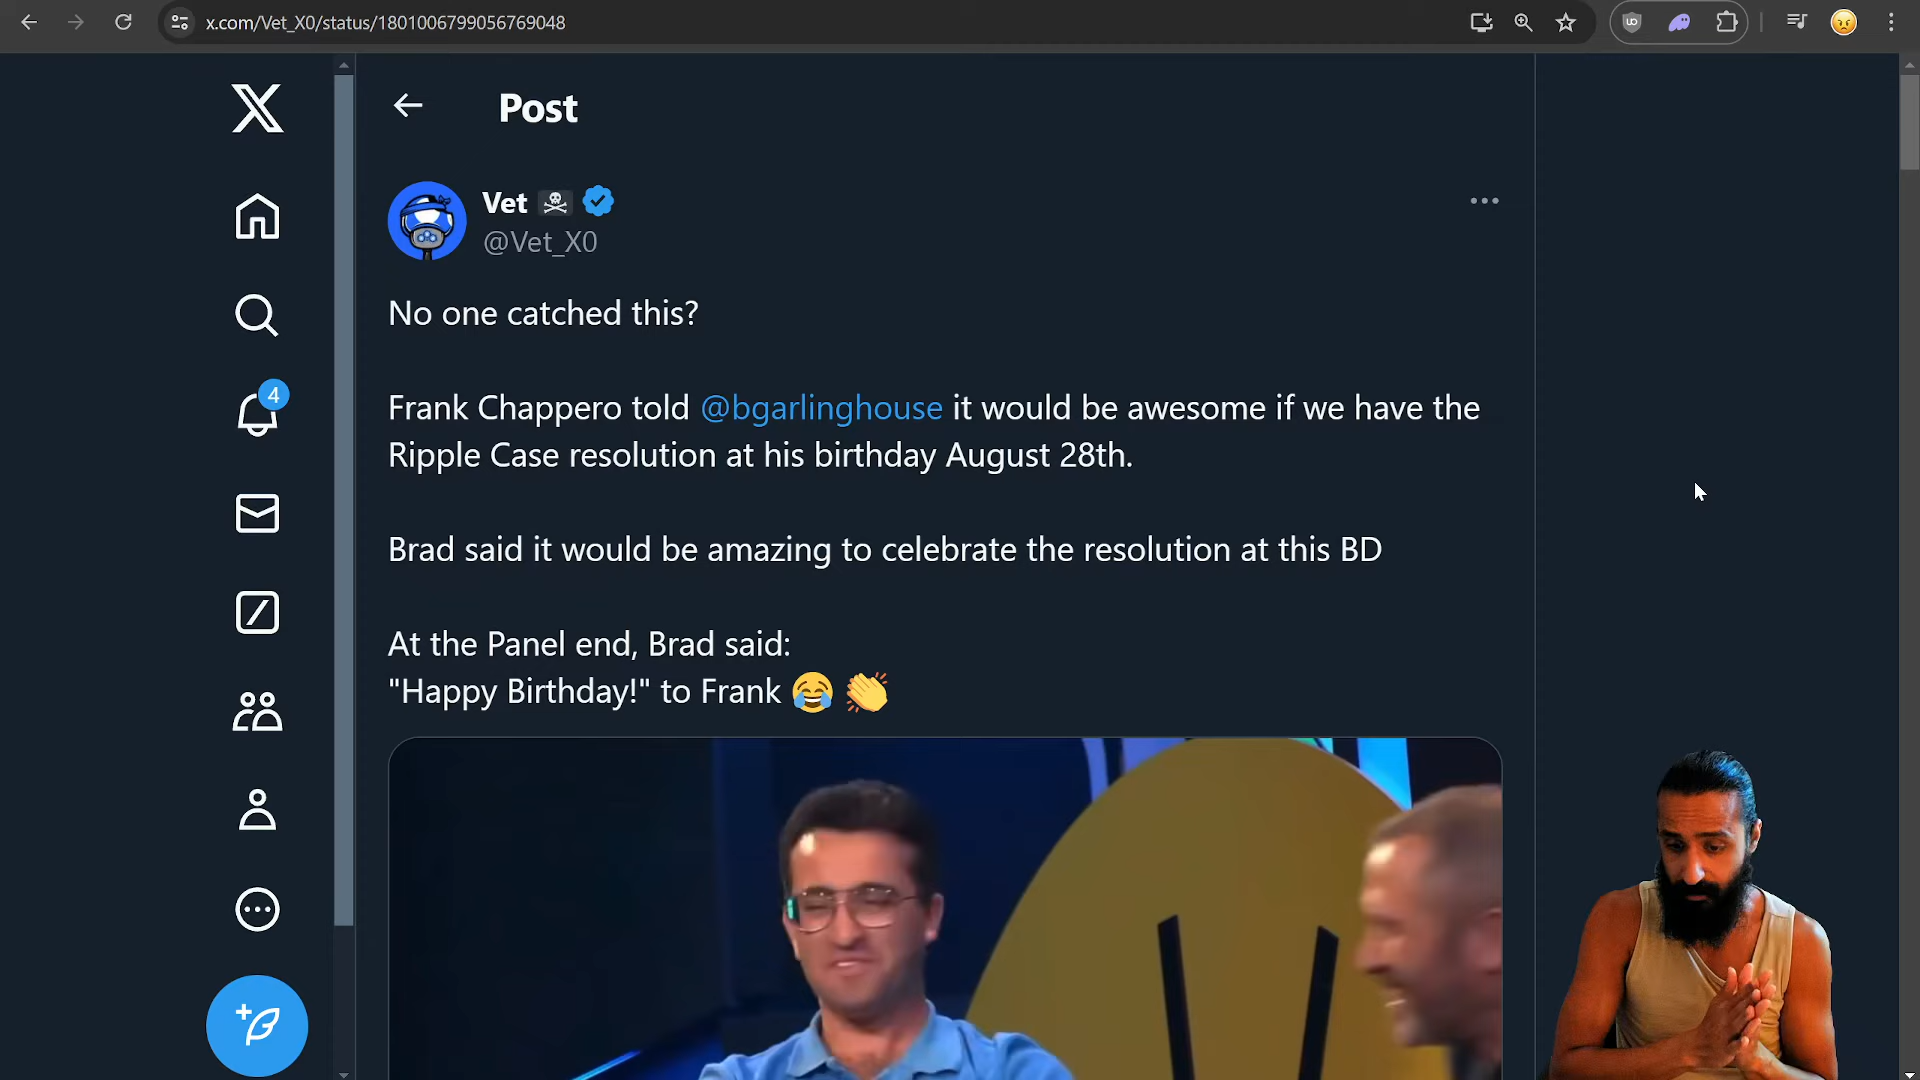 x.com/Vet_X0/status/1801006799056769048
Post
Vet ☠️
@Vet_X0
4
No one catched this?
Frank Chappero told @bgarlinghouse it would be awesome if we have the
Ripple Case resolution at his birthday August 28th.
Brad said it would be amazing to celebrate the resolution at this BD
At the Panel end, Brad said:
"Happy Birthday!" to Frank 😂 👏